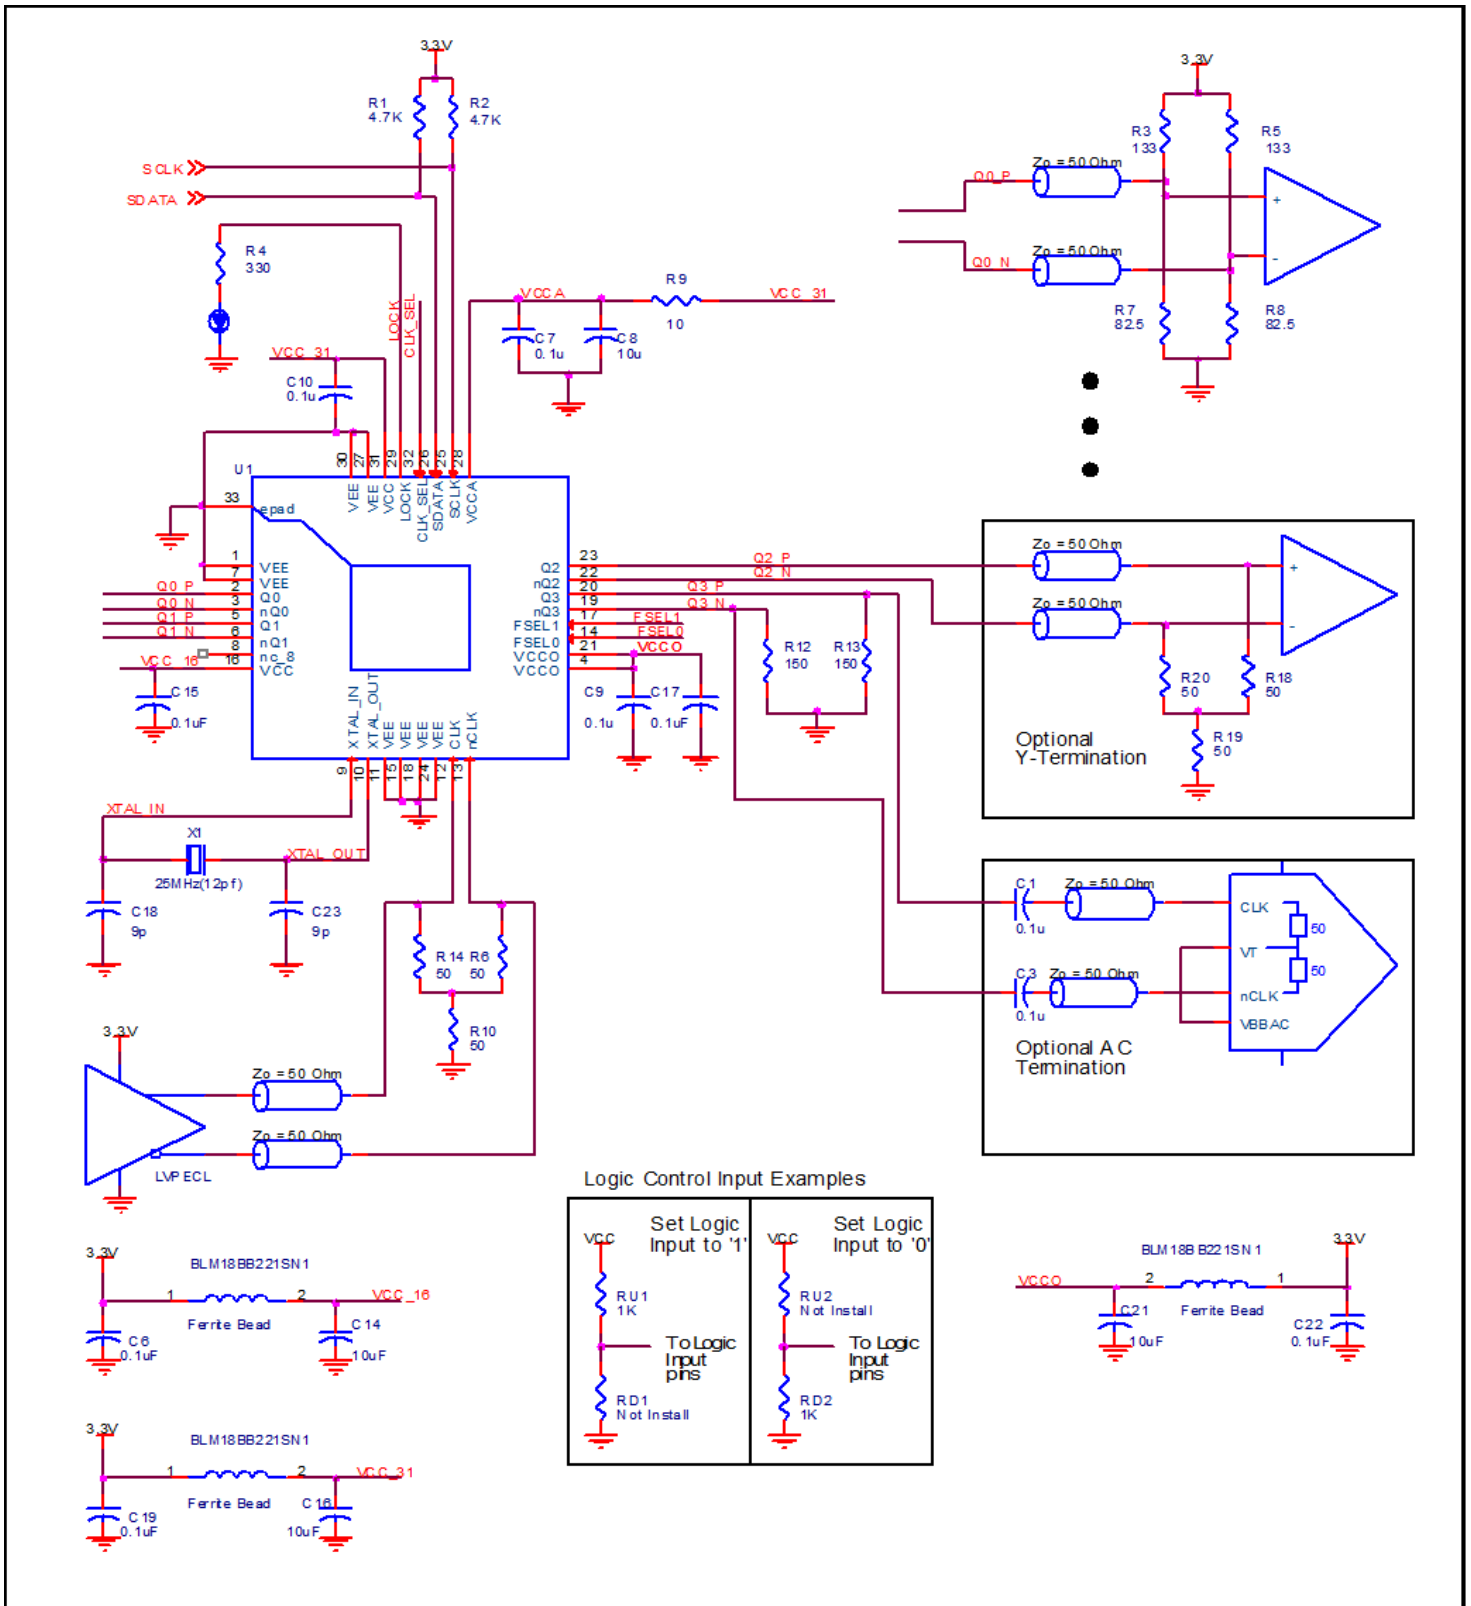 3.3V
R1
4.7K
R2
4.7K
SCLK
SDATA
R4
330
LOCK
CLK_SEL
VCC_31
C10
0.1u
VCCA
R9
10
VCC_31
C7
0.1u
C8
10u
3.3V
R3
133
R5
133
Zo = 50 Ohm
Q0_P
+
Zo = 50 Ohm
Q0_N
-
R7
82.5
R8
82.5
U1
30
27
31
29
32
26
25
28
VEE
VEE
VCC
LOCK
CLK_SEL
SDATA
SCLK
VCCA
33
epad
1
VEE
7
VEE
Q0_P
2
Q0
Q0_N
3
nQ0
Q1_P
5
Q1
Q1_N
6
nQ1
8
nc_8
VCC_16
16
VCC
C15
0.1uF
23
Q2
Q2_P
22
nQ2
Q2_N
20
Q3
Q3_P
19
nQ3
Q3_N
17
FSEL1
FSEL1
14
FSEL0
FSEL0
21
VCCO
VCCO
4
VCCO
C9
0.1u
C17
0.1uF
R12
150
R13
150
XTAL_IN
XTAL_OUT
VEE
VEE
VEE
VEE
CLK
nCLK
9
10
11
15
18
24
12
13
Zo = 50 Ohm
+
Zo = 50 Ohm
-
R20
50
R18
50
R19
50
Optional
Y-Termination
XTAL_IN
X1
XTAL_OUT
25MHz(12pf)
C18
9p
C23
9p
R14
50
R6
50
R10
50
C1
0.1u
Zo = 50 Ohm
CLK
50
VT
50
C3
0.1u
Zo = 50 Ohm
nCLK
VBBAC
Optional AC
Termination
3.3V
Zo = 50 Ohm
Zo = 50 Ohm
LVPECL
Logic Control Input Examples
VCC
Set Logic
Input to '1'
RU1
1K
To Logic
Input
pins
RD1
Not Install
VCC
Set Logic
Input to '0'
RU2
Not Install
To Logic
Input
pins
RD2
1K
3.3V
BLM18BB221SN1
1
2
VCC_16
Ferrite Bead
C6
0.1uF
C14
10uF
BLM18BB221SN1
3.3V
VCCO
2
1
Ferrite Bead
C21
10uF
C22
0.1uF
3.3V
BLM18BB221SN1
1
2
VCC_31
Ferrite Bead
C19
0.1uF
C16
10uF